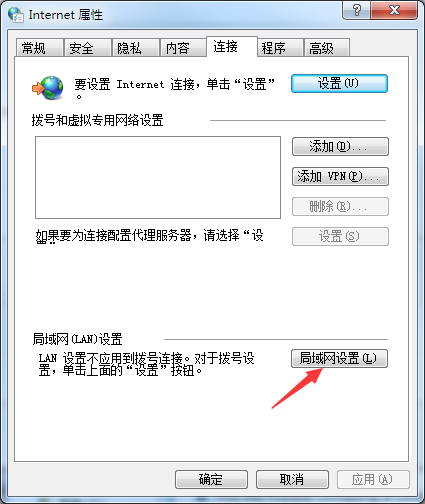 Internet 属性
常规 安全 隐私 内容 连接 程序 高级
要设置 Internet 连接，单击“设置”
。
设置(U)
拨号和虚拟专用网络设置
添加(D)...
添加 VPN(P)...
删除(R)...
如果要为连接配置代理服务器，请选择“设
设置(S)
局域网(LAN)设置
LAN 设置不应用到拨号连接。对于拨号设
置，单击上面的“设置”按钮。
局域网设置(L)
确定 取消 应用(A)